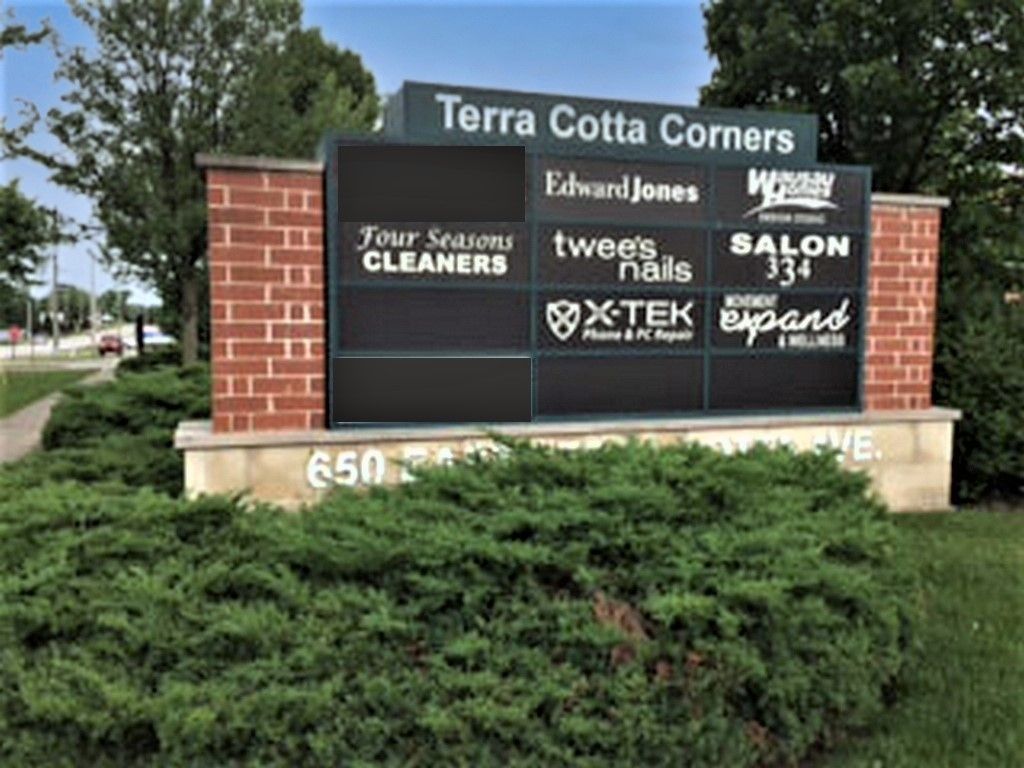 Terra Cotta Corners
Edward Jones
Four Seasons
CLEANERS
twee's
nails
SALON
334
X-TEK
Phone & PC Repair
MOVEMENT
expand
& WELLNESS
650 AVE.